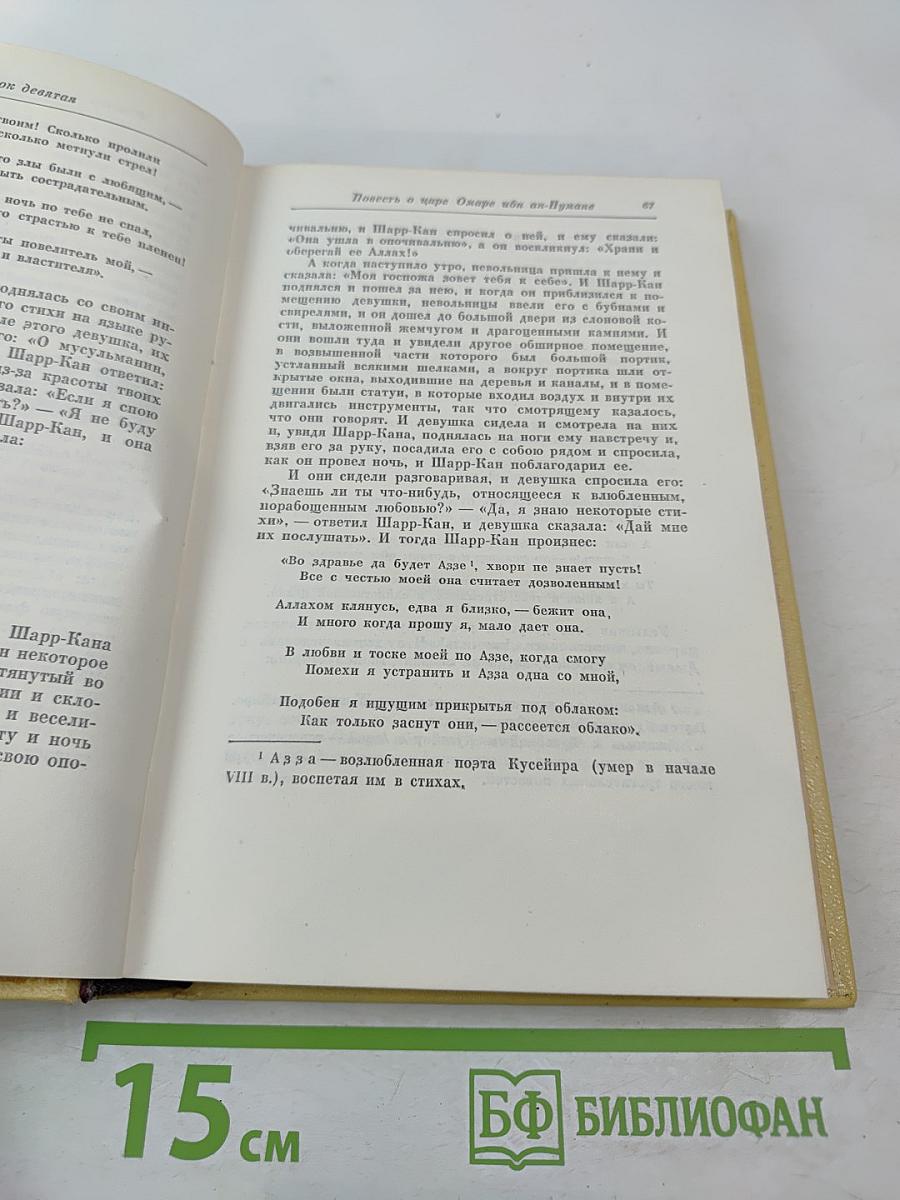 ок девятая
твоим! Сколько пролили
сколько метнули стрел!
то злы были с любящим, —
ыть сострадательным.
ночь по тебе не спал,
о страстью к тебе пленен!
ты повелитель мой, —
и властителя».
однялась со своим ин-
го стихи на языке ру-
ле этого девушка, их
го: «О мусульманин,
Шарр-Кан ответил:
из-за красоты твоих
зала: «Если я спою
ть?» — «Я не буду
Шарр-Кан, и она
ла:
Шарр-Кана
н некоторое
тянутый во
ии и скло-
и весели-
ту и ночь
свою опо-
Повесть о царе Омаре ибн ан-Нумане 67
чивальню, и Шарр-Кан спросил о ней, и ему сказали:
«Она ушла в опочивальню», а он воскликнул: «Храни и
оберегай ее Аллах!»
А когда наступило утро, невольница пришла к нему и
сказала: «Моя госпожа зовет тебя к себе». И Шарр-Кан
поднялся и пошел за нею, и когда он приблизился к по-
мещению девушки, невольницы ввели его с бубнами и
свирелями, и он дошел до большой двери из слоновой ко-
сти, выложенной жемчугом и драгоценными камнями. И
они вошли туда и увидели другое обширное помещение,
в возвышенной части которого был большой портик,
устланный всякими шелками, а вокруг портика шли от-
крытые окна, выходившие на деревья и каналы, и в поме-
щении были статуи, в которые входил воздух и внутри их
двигались инструменты, так что смотрящему казалось,
что они говорят. И девушка сидела и смотрела на них
и, увидя Шарр-Кана, поднялась на ноги ему навстречу и,
взяв его за руку, посадила его с собою рядом и спросила,
как он провел ночь, и Шарр-Кан поблагодарил ее.
И они сидели разговаривая, и девушка спросила его:
«Знаешь ли ты что-нибудь, относящееся к влюбленным,
порабощенным любовью?» — «Да, я знаю некоторые сти-
хи», — ответил Шарр-Кан, и девушка сказала: «Дай мне
их послушать». И тогда Шарр-Кан произнес:
«Во здравье да будет Аззе¹, хвори не знает пусть!
Все с честью моей она считает дозволенным!
Аллахом клянусь, едва я близко, — бежит она,
И много когда прошу я, мало дает она.
В любви и тоске моей по Аззе, когда смогу
Помехи я устранить и Азза одна со мной,
Подобен я ищущим прикрытья под облаком:
Как только заснут они, — рассеется облако».
¹ Азза — возлюбленная поэта Кусейира (умер в начале
VIII в.), воспетая им в стихах.
15 см
БФ БИБЛИОФАН